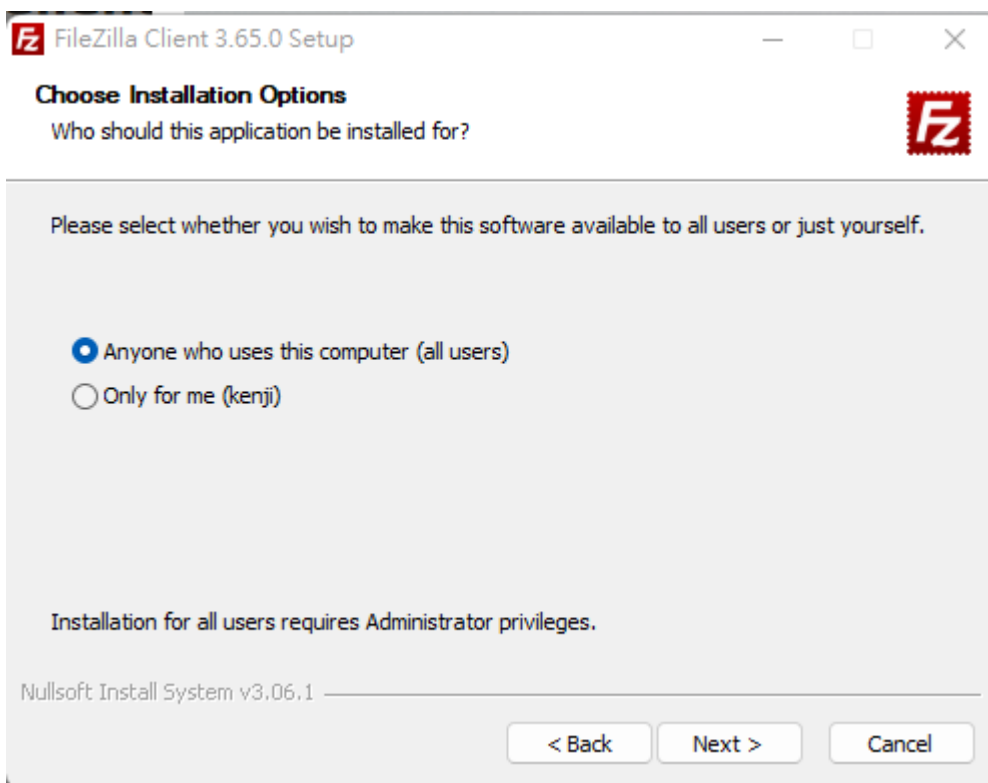 FileZilla Client 3.65.0 Setup
Choose Installation Options
Who should this application be installed for?
Fz
Please select whether you wish to make this software available to all users or just yourself.
Anyone who uses this computer (all users)
Only for me (kenji)
Installation for all users requires Administrator privileges.
Nullsoft Install System v3.06.1
< Back
Next >
Cancel